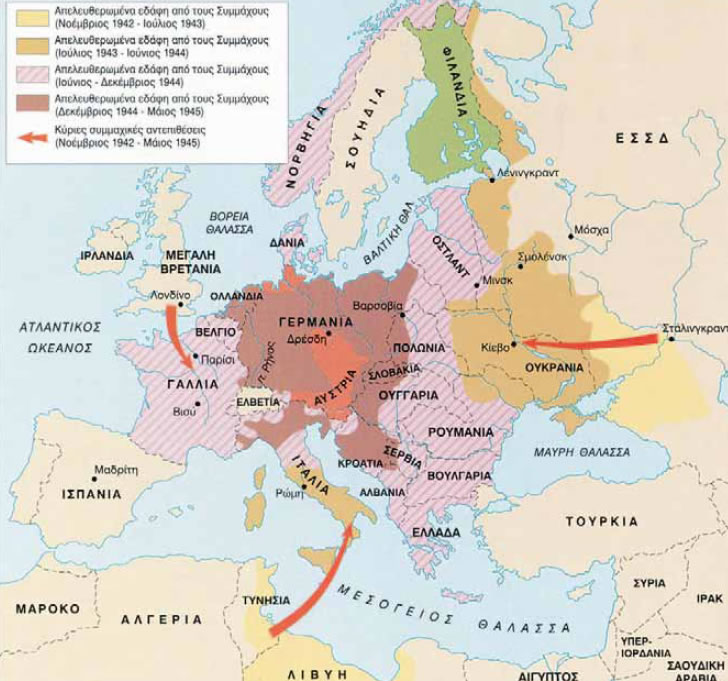 Απελευθερωμένα εδάφη από τους Συμμάχους
(Νοέμβριος 1942 - Ιούλιος 1943)
Απελευθερωμένα εδάφη από τους Συμμάχους
(Ιούλιος 1943 - Ιούνιος 1944)
Απελευθερωμένα εδάφη από τους Συμμάχους
(Ιούνιος - Δεκέμβριος 1944)
Απελευθερωμένα εδάφη από τους Συμμάχους
(Δεκέμβριος 1944 - Μάιος 1945)
Κύριες συμμαχικές αντεπιθέσεις
(Νοέμβριος 1942 - Μάιος 1945)
ΝΟΡΒΗΓΙΑ
ΣΟΥΗΔΙΑ
ΦΙΛΑΝΔΙΑ
ΕΣΣΔ
Λένινγκραντ
Μόσχα
Σμολένσκ
ΒΟΡΕΙΑ
ΘΑΛΑΣΣΑ
ΔΑΝΙΑ
ΒΑΛΤΙΚΗ ΘΑΛ.
ΟΣΤΛΑΝΤ
Μινσκ
ΙΡΛΑΝΔΙΑ
ΜΕΓΑΛΗ
ΒΡΕΤΑΝΙΑ
Λονδίνο
ΟΛΛΑΝΔΙΑ
ΑΤΛΑΝΤΙΚΟΣ
ΩΚΕΑΝΟΣ
ΒΕΛΓΙΟ
ΓΕΡΜΑΝΙΑ
Δρέσδη
π. Ρήνος
Βαρσοβία
ΠΟΛΩΝΙΑ
Στάλινγκραντ
Κίεβο
ΟΥΚΡΑΝΙΑ
Παρίσι
ΓΑΛΛΙΑ
Βισύ
ΕΛΒΕΤΙΑ
ΑΥΣΤΡΙΑ
ΣΛΟΒΑΚΙΑ
ΟΥΓΓΑΡΙΑ
ΡΟΥΜΑΝΙΑ
ΜΑΥΡΗ ΘΑΛΑΣΣΑ
ΚΡΟΑΤΙΑ
ΣΕΡΒΙΑ
ΒΟΥΛΓΑΡΙΑ
Μαδρίτη
ΙΣΠΑΝΙΑ
ΙΤΑΛΙΑ
Ρώμη
ΑΛΒΑΝΙΑ
ΕΛΛΑΔΑ
ΤΟΥΡΚΙΑ
ΜΕΣΟΓΕΙΟΣ ΘΑΛΑΣΣΑ
ΜΑΡΟΚΟ
ΑΛΓΕΡΙΑ
ΤΥΝΗΣΙΑ
ΛΙΒΥΗ
ΑΙΓΥΠΤΟΣ
ΣΥΡΙΑ
ΙΡΑΚ
ΥΠΕΡ-
ΙΟΡΔΑΝΙΑ
ΣΑΟΥΔΙΚΗ
ΑΡΑΒΙΑ